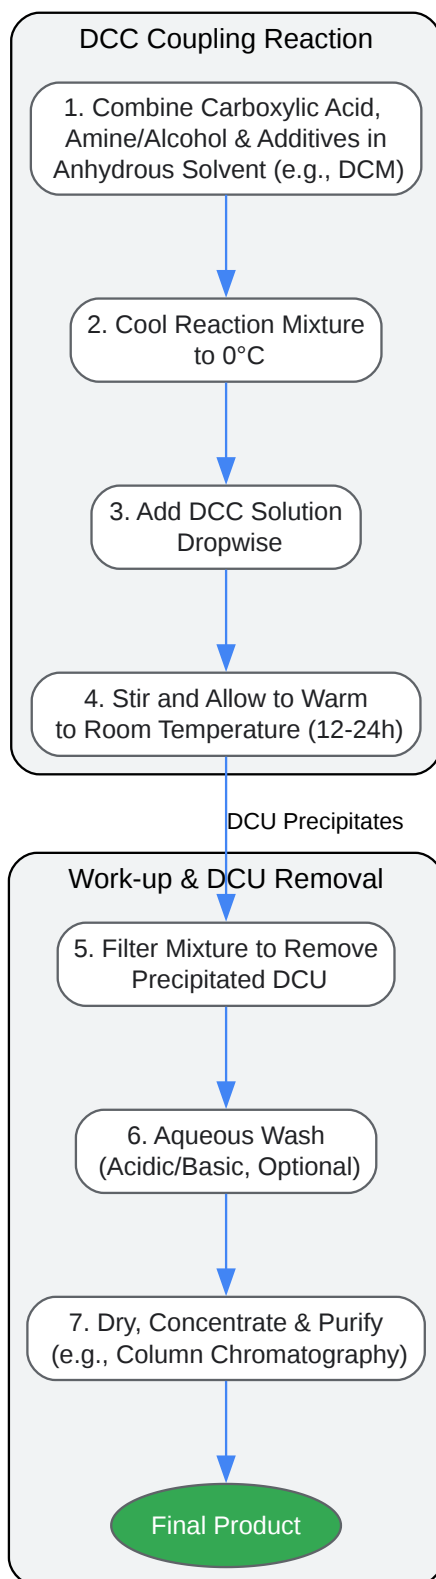 DCC Coupling Reaction
1. Combine Carboxylic Acid,
Amine/Alcohol & Additives in
Anhydrous Solvent (e.g., DCM)
2. Cool Reaction Mixture
to 0°C
3. Add DCC Solution
Dropwise
4. Stir and Allow to Warm
to Room Temperature (12-24h)
DCU Precipitates
Work-up & DCU Removal
5. Filter Mixture to Remove
Precipitated DCU
6. Aqueous Wash
(Acidic/Basic, Optional)
7. Dry, Concentrate & Purify
(e.g., Column Chromatography)
Final Product